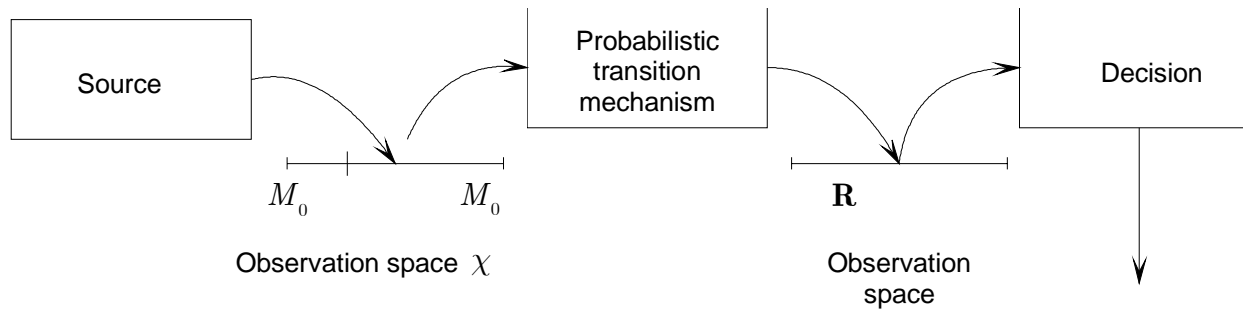 Source
Probabilistic
transition
mechanism
Decision
M₀
M₀
R
Observation space χ
Observation
space